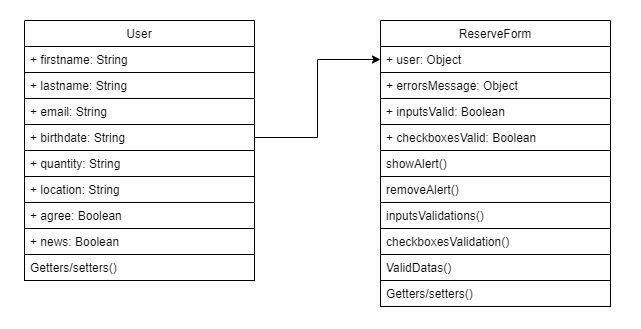 User
+ firstname: String
+ lastname: String
+ email: String
+ birthdate: String
+ quantity: String
+ location: String
+ agree: Boolean
+ news: Boolean
Getters/setters()
ReserveForm
+ user: Object
+ errorsMessage: Object
+ inputsValid: Boolean
+ checkboxesValid: Boolean
showAlert()
removeAlert()
inputsValidations()
checkboxesValidation()
ValidDatas()
Getters/setters()